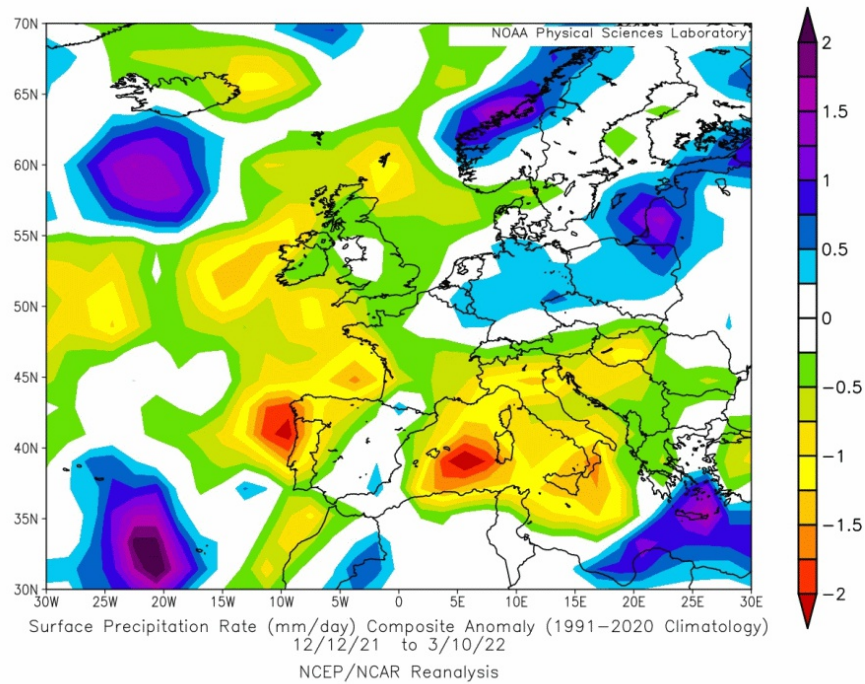 NOAA Physical Sciences Laboratory
70N
65N
60N
55N
50N
45N
40N
35N
30N
30W 25W 20W 15W 10W 5W 0 5E 10E 15E 20E 25E 30E
2
1.5
1
0.5
0
−0.5
−1
−1.5
−2
Surface Precipitation Rate (mm/day) Composite Anomaly (1991−2020 Climatology)
12/12/21 to 3/10/22
NCEP/NCAR Reanalysis